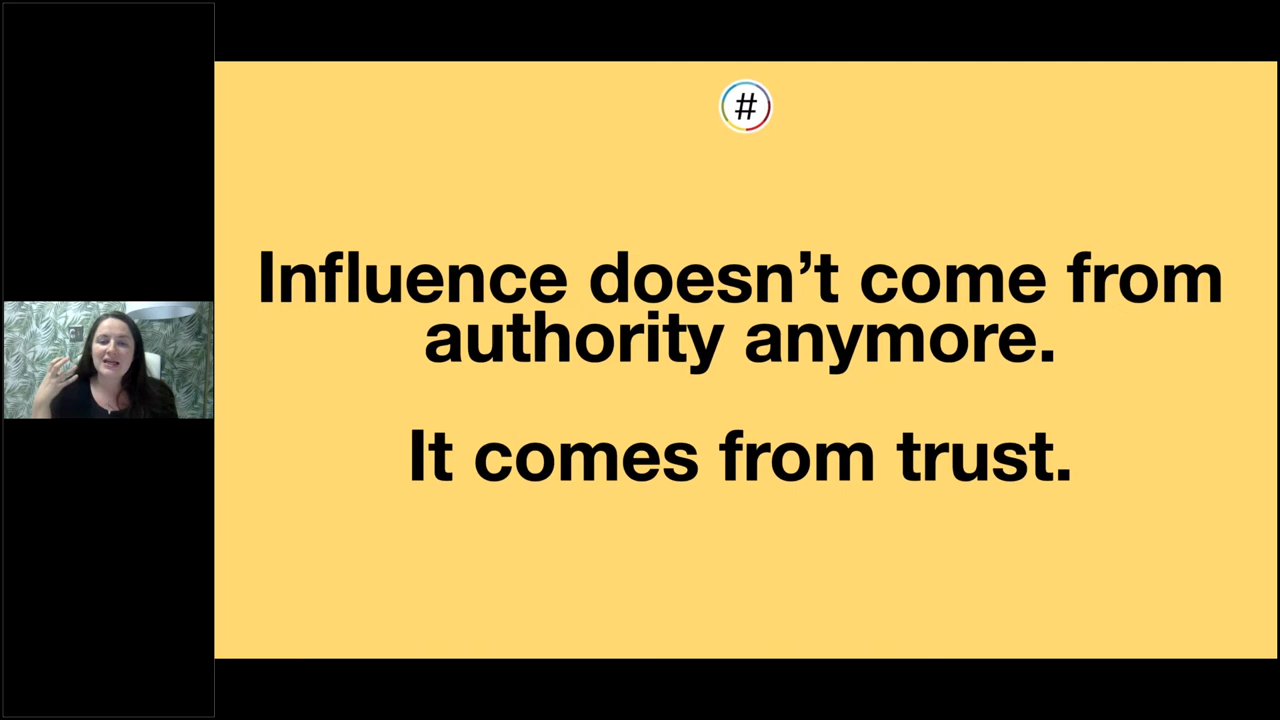 #
Influence doesn’t come from
authority anymore.
It comes from trust.